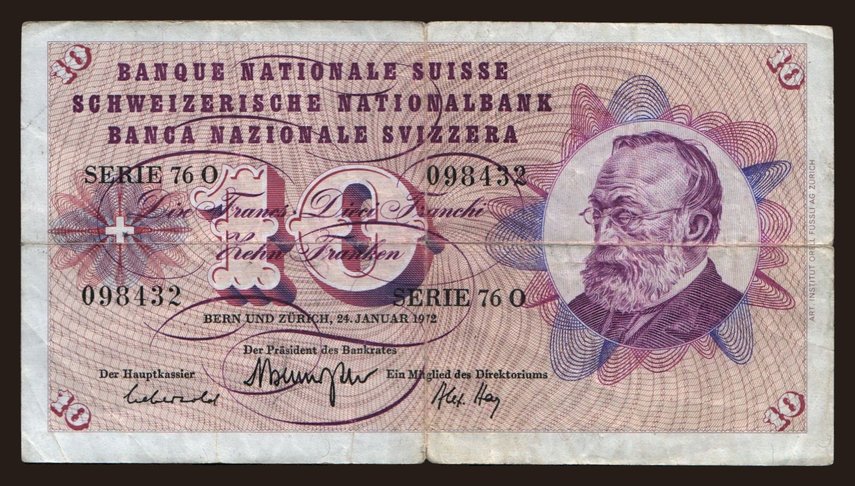 10 10
BANQUE NATIONALE SUISSE
SCHWEIZERISCHE NATIONALBANK
BANCA NAZIONALE SVIZZERA
SERIE 76 O 098432
10
Dix Francs Dieci Franchi
Zehn Franken
098432 SERIE 76 O
BERN UND ZÜRICH, 24. JANUAR 1972
Der Präsident des Bankrates
Der Hauptkassier Ein Mitglied des Direktoriums
Alex. Hay
10 10
ART. INSTITUT ORELL FUSSLI AG ZÜRICH